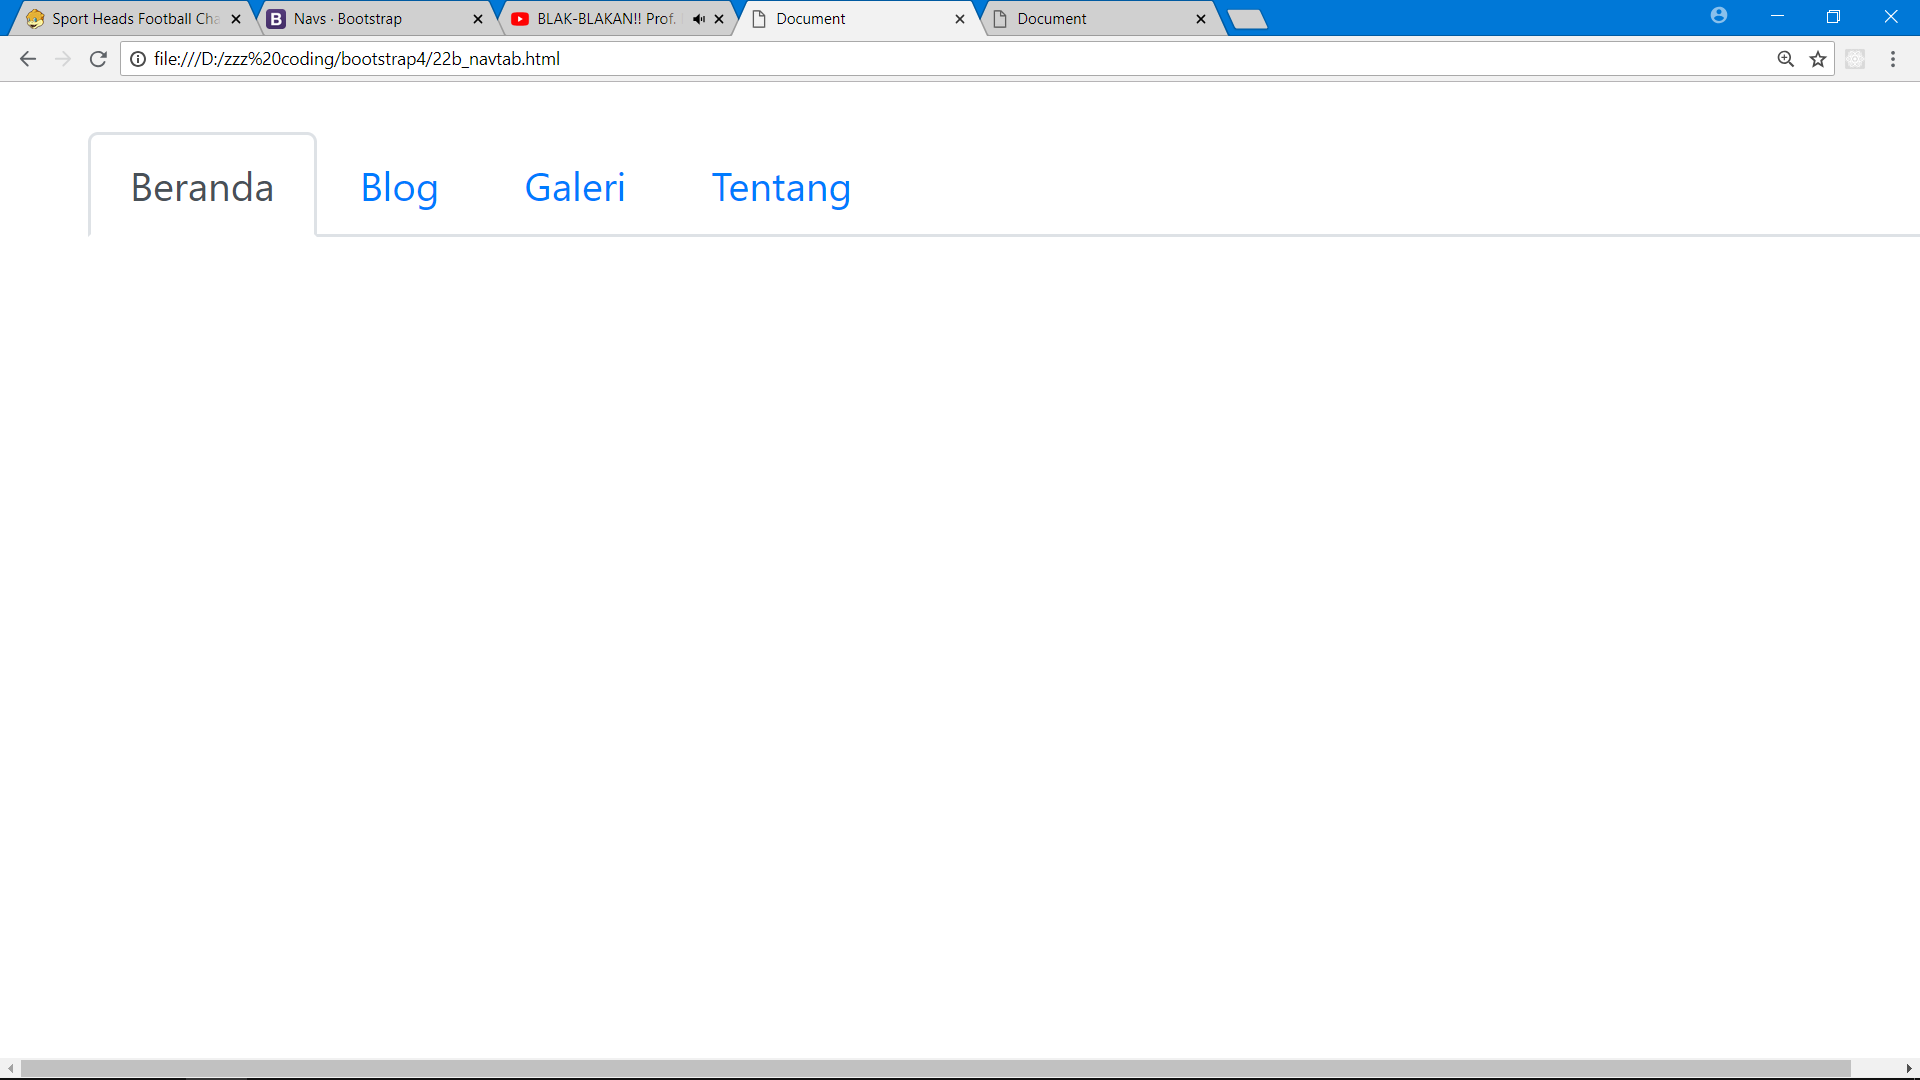 Sport Heads Football Cha
Navs · Bootstrap
BLAK-BLAKAN!! Prof.
Document
Document
file:///D:/zzz%20coding/bootstrap4/22b_navtab.html
Beranda
Blog
Galeri
Tentang